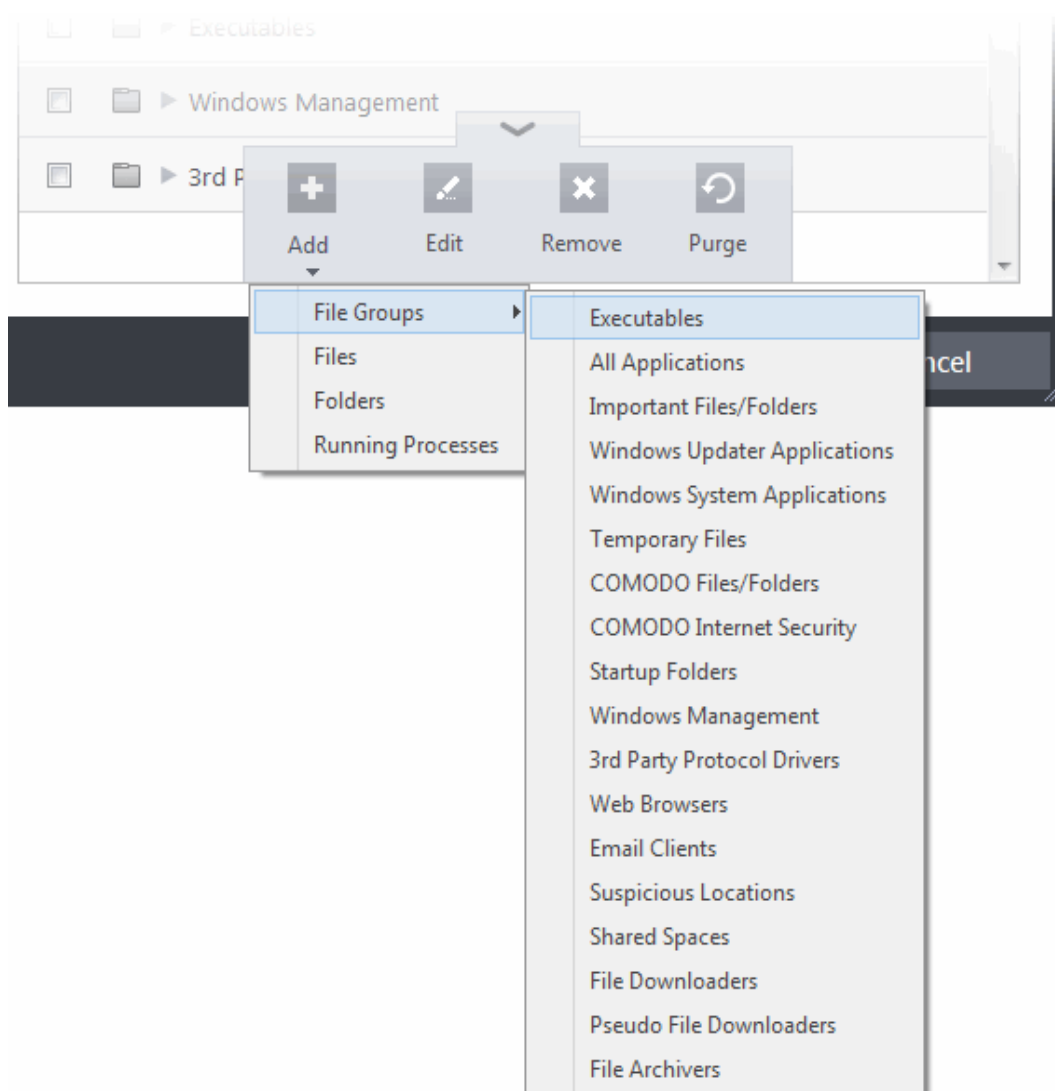 Executables
Windows Management
3rd P
Add
Edit
Remove
Purge
File Groups
Files
Folders
Running Processes
Executables
All Applications
Important Files/Folders
Windows Updater Applications
Windows System Applications
Temporary Files
COMODO Files/Folders
COMODO Internet Security
Startup Folders
Windows Management
3rd Party Protocol Drivers
Web Browsers
Email Clients
Suspicious Locations
Shared Spaces
File Downloaders
Pseudo File Downloaders
File Archivers
ncel